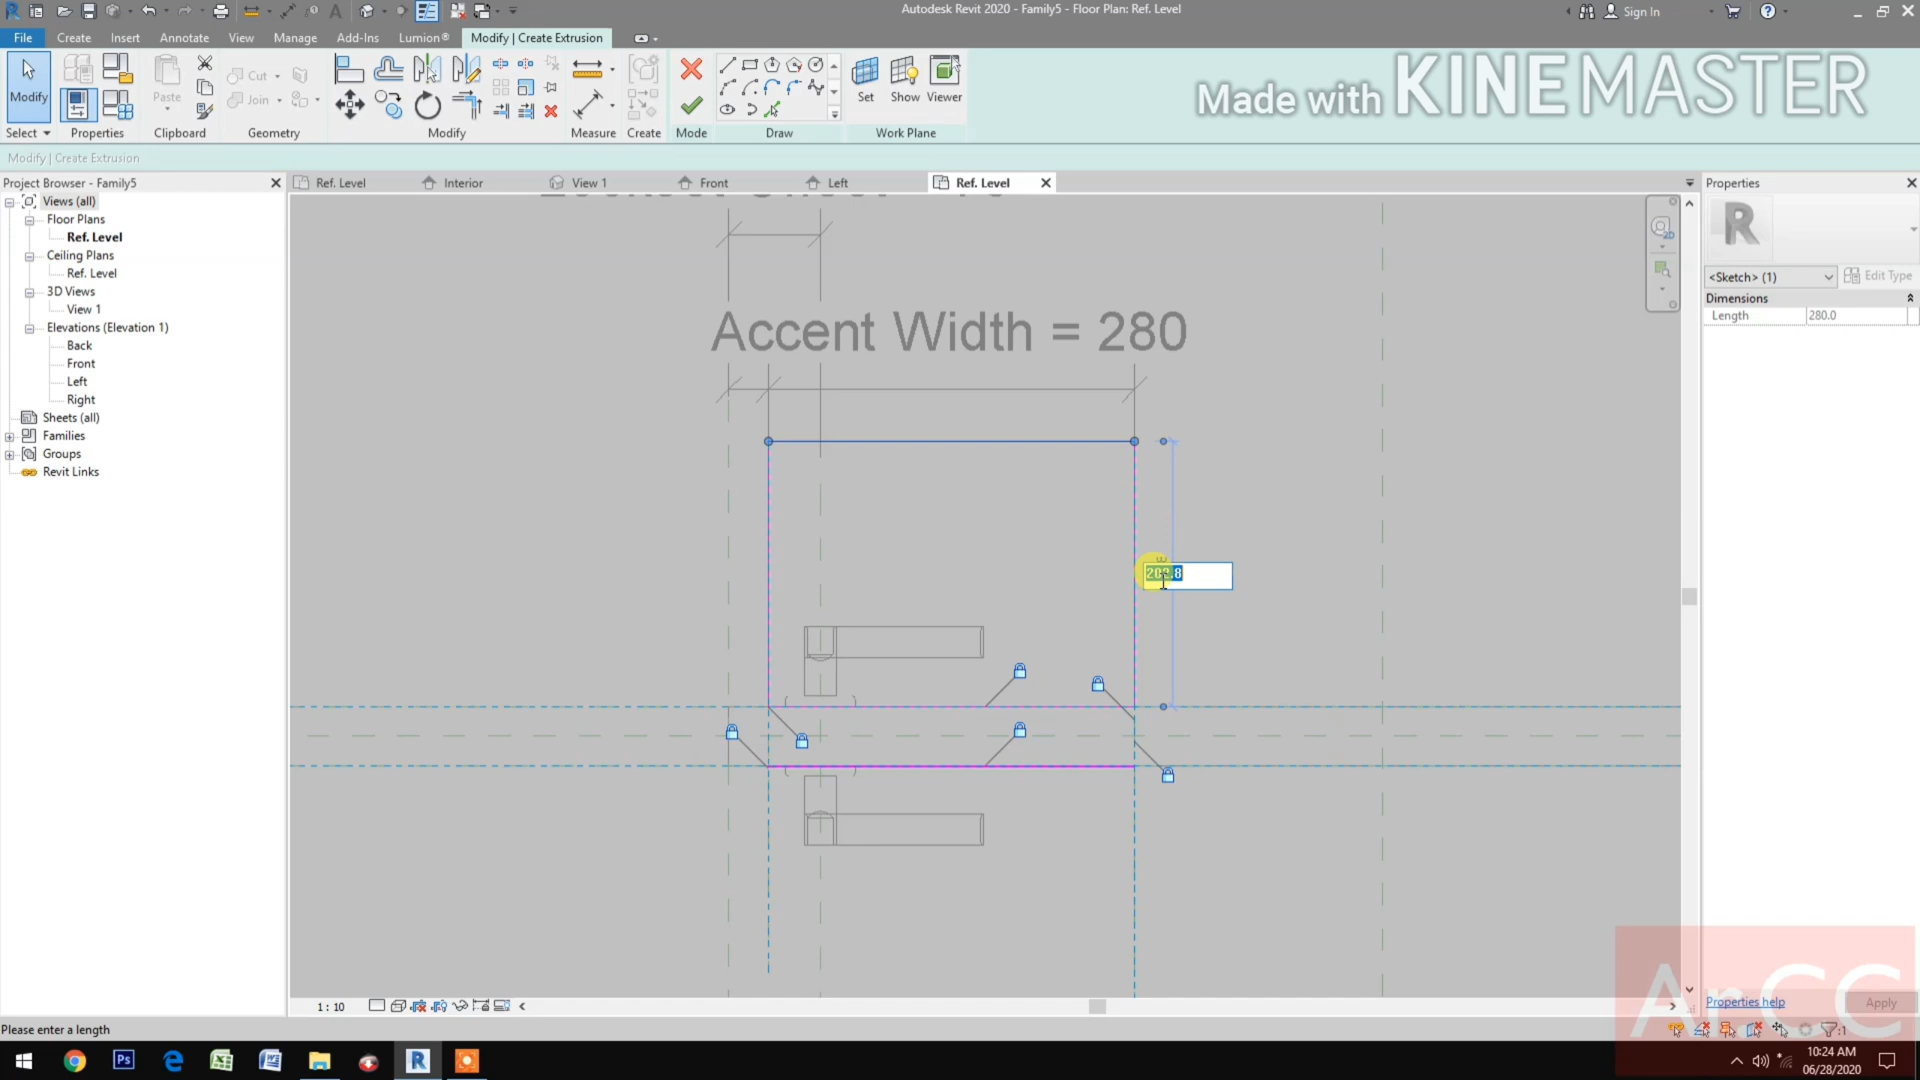 Autodesk Revit 2020 - Family5 - Floor Plan: Ref. Level
Sign In
File
Create
Insert
Annotate
View
Manage
Add-Ins
Lumion®
Modify | Create Extrusion
Modify
Paste
Cut
Join
Set
Show
Viewer
Select
Properties
Clipboard
Geometry
Modify
Measure
Create
Mode
Draw
Work Plane
Made with KINEMASTER
Modify | Create Extrusion
Project Browser - Family5
Ref. Level
Interior
View 1
Front
Left
Ref. Level
Properties
Views (all)
Floor Plans
Ref. Level
Ceiling Plans
Ref. Level
3D Views
View 1
Elevations (Elevation 1)
Back
Front
Left
Right
Sheets (all)
Families
Groups
Revit Links
2D
<Sketch> (1)
Edit Type
Dimensions
Length
280.0
Accent Width = 280
1 : 10
Properties help
Apply
ArCC
Please enter a length
:1
10:24 AM
06/28/2020